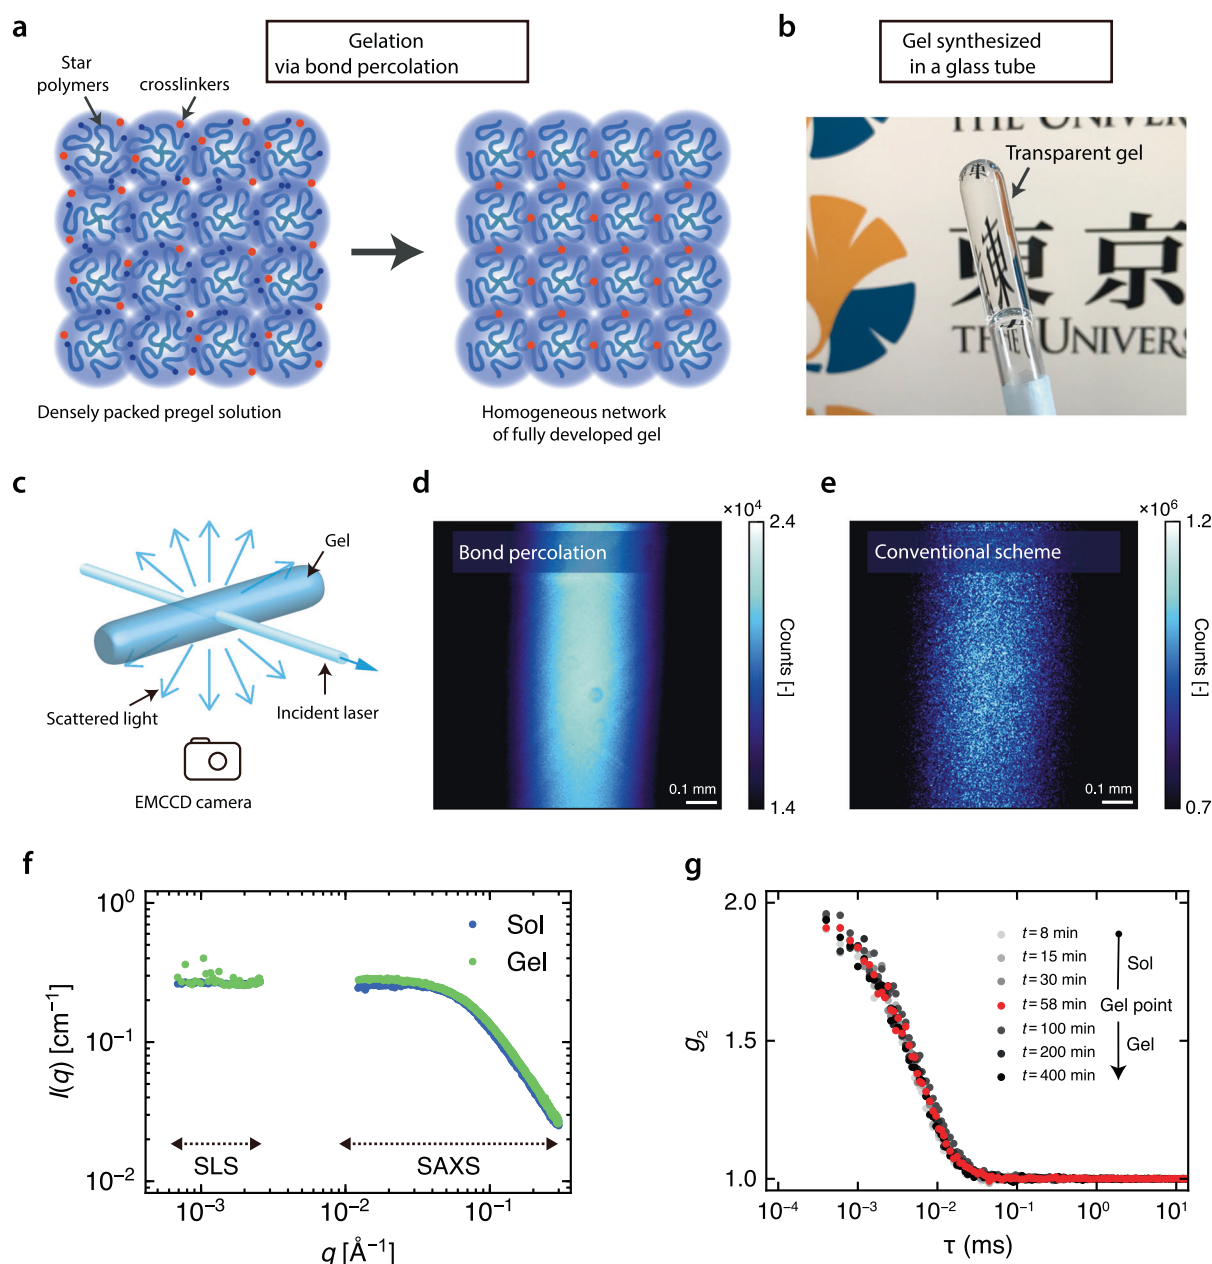 a
Gelation
via bond percolation
Star
polymers
crosslinkers
Densely packed pregel solution
Homogeneous network
of fully developed gel
b
Gel synthesized
in a glass tube
THE UNIVER
Transparent gel
東京
東
THE UNIVERS
c
Gel
Scattered light
Incident laser
EMCCD camera
d
Bond percolation
0.1 mm
×10⁴
2.4
Counts [-]
1.4
e
Conventional scheme
0.1 mm
×10⁶
1.2
Counts [-]
0.7
f
10⁰
10⁻¹
10⁻²
I(q) [cm⁻¹]
Sol
Gel
SLS
SAXS
10⁻³
10⁻²
10⁻¹
q [Å⁻¹]
g
2.0
1.5
1.0
g₂
t = 8 min
t = 15 min
t = 30 min
t = 58 min
t = 100 min
t = 200 min
t = 400 min
Sol
Gel point
Gel
10⁻⁴
10⁻³
10⁻²
10⁻¹
10⁰
10¹
τ (ms)